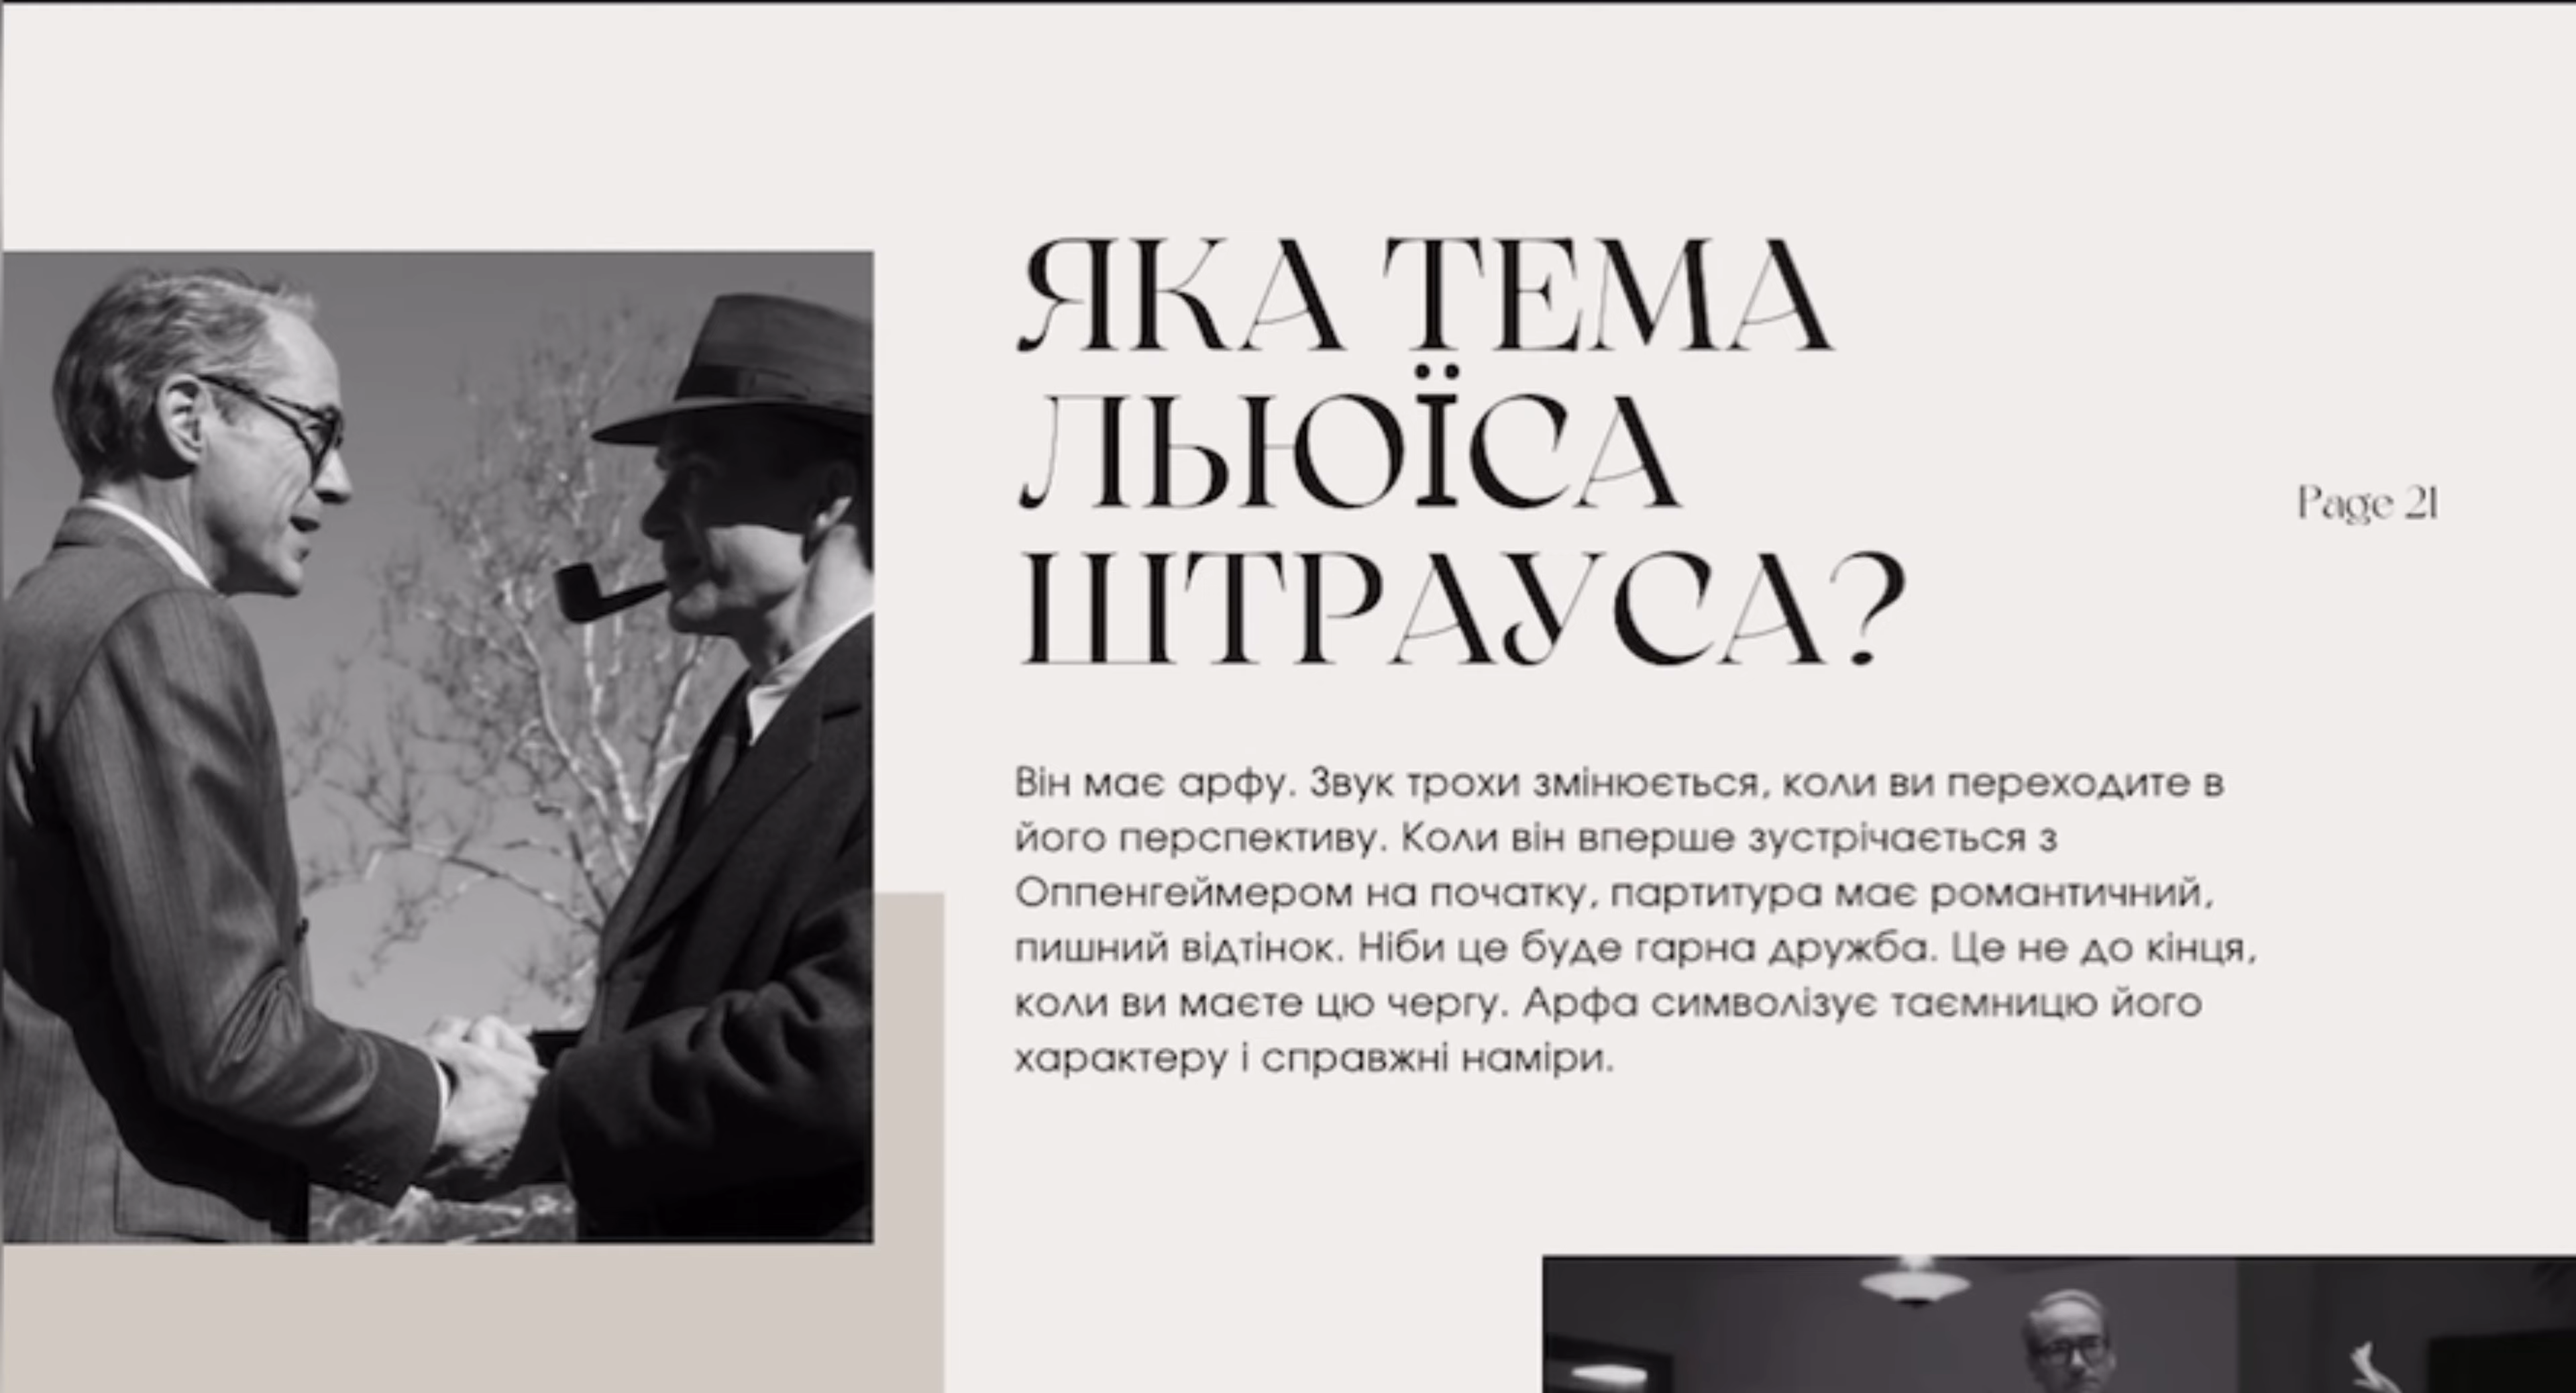 ЯКА ТЕМА
ЛЬЮЇСА
ШТРАУСА?
Page 21
Він має арфу. Звук трохи змінюється, коли ви переходите в
його перспективу. Коли він вперше зустрічається з
Оппенгеймером на початку, партитура має романтичний,
пишний відтінок. Ніби це буде гарна дружба. Це не до кінця,
коли ви маєте цю чергу. Арфа символізує таємницю його
характеру і справжні наміри.